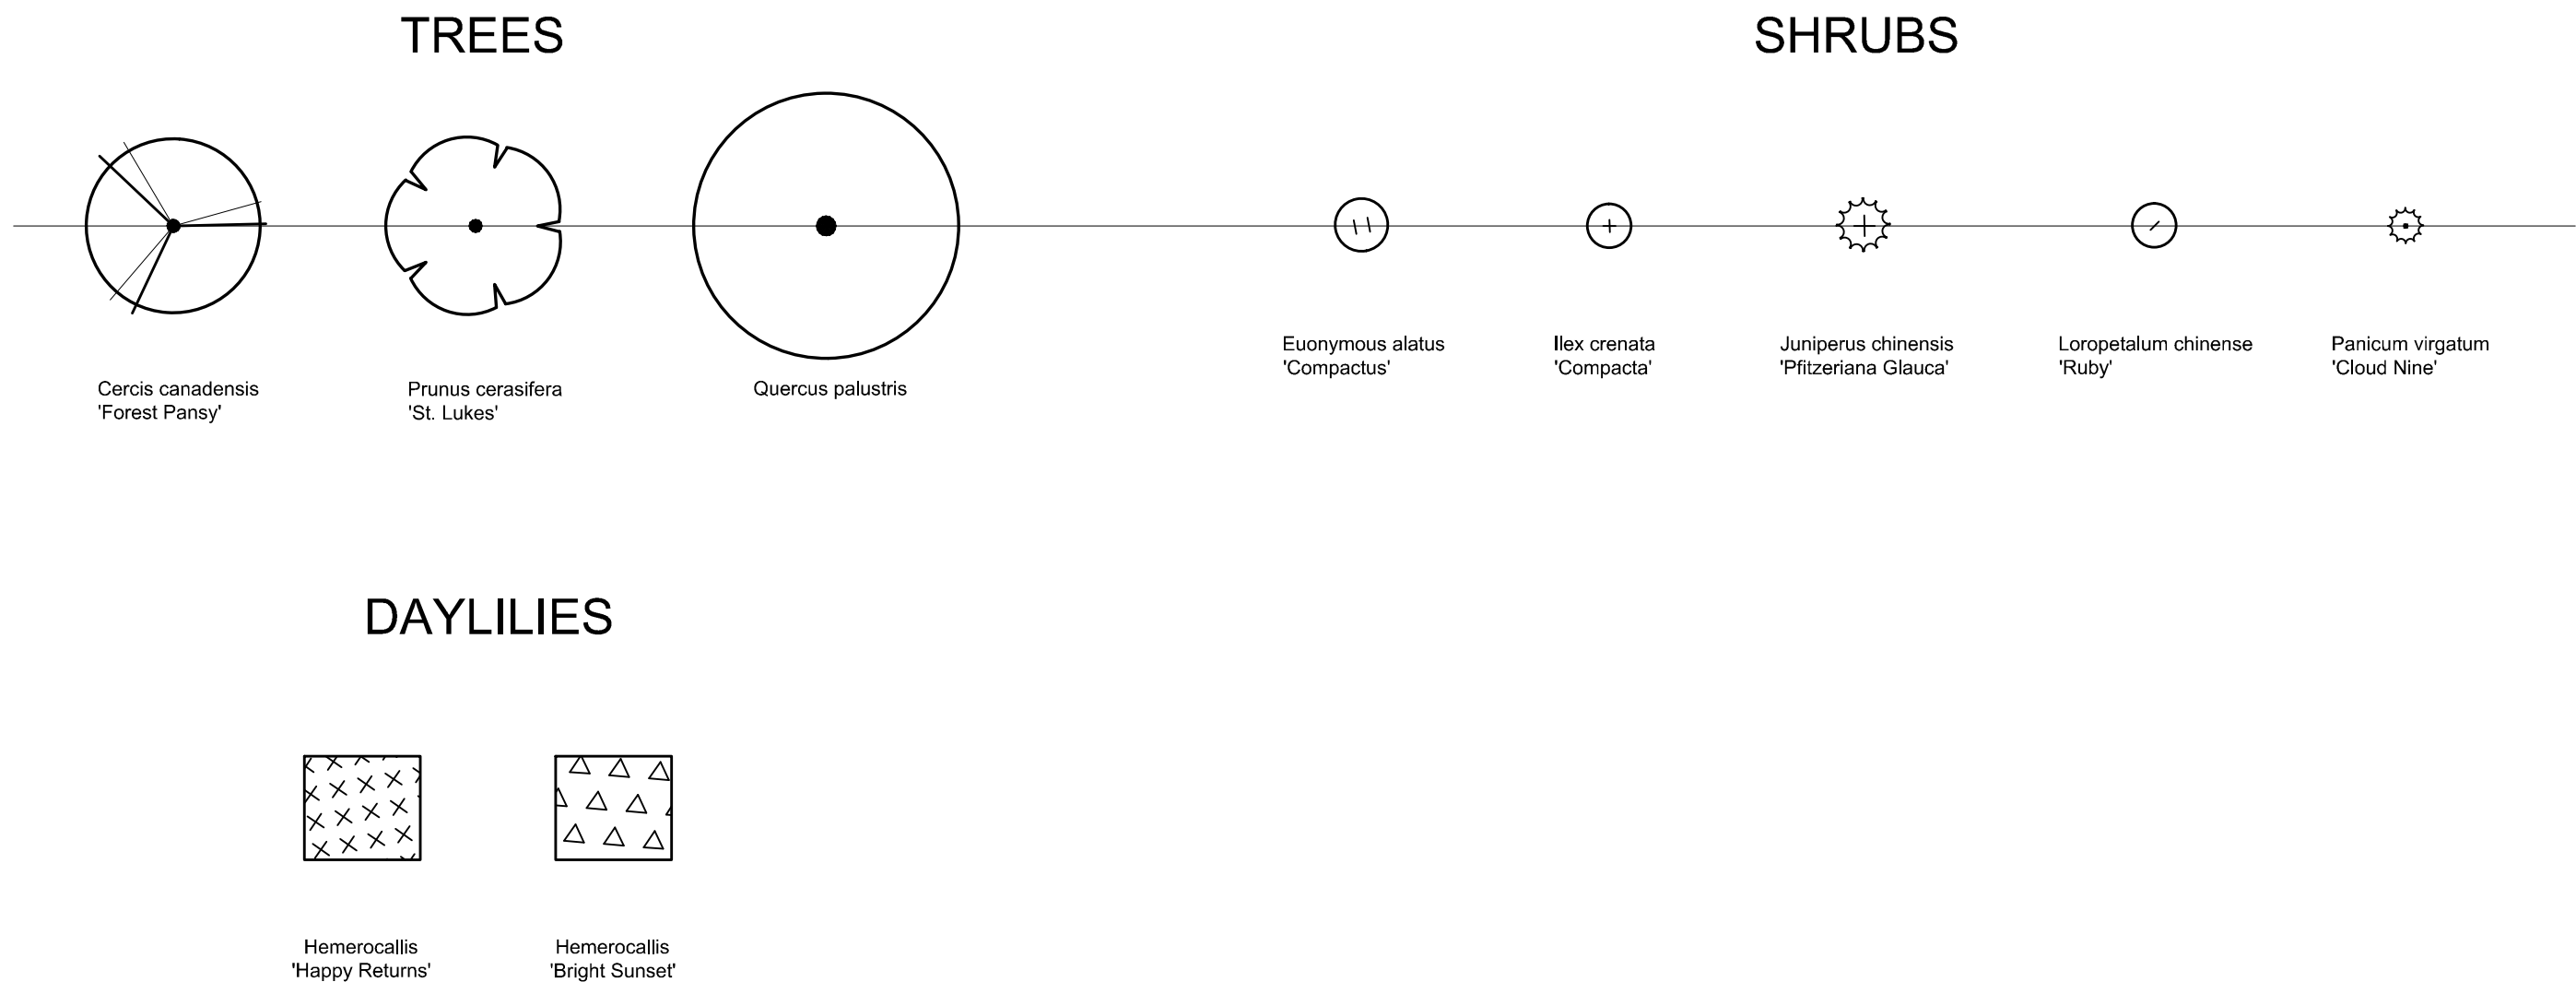 TREES
SHRUBS
Cercis canadensis
'Forest Pansy'
Prunus cerasifera
'St. Lukes'
Quercus palustris
Euonymous alatus
'Compactus'
Ilex crenata
'Compacta'
Juniperus chinensis
'Pfitzeriana Glauca'
Loropetalum chinense
'Ruby'
Panicum virgatum
'Cloud Nine'
DAYLILIES
Hemerocallis
'Happy Returns'
Hemerocallis
'Bright Sunset'